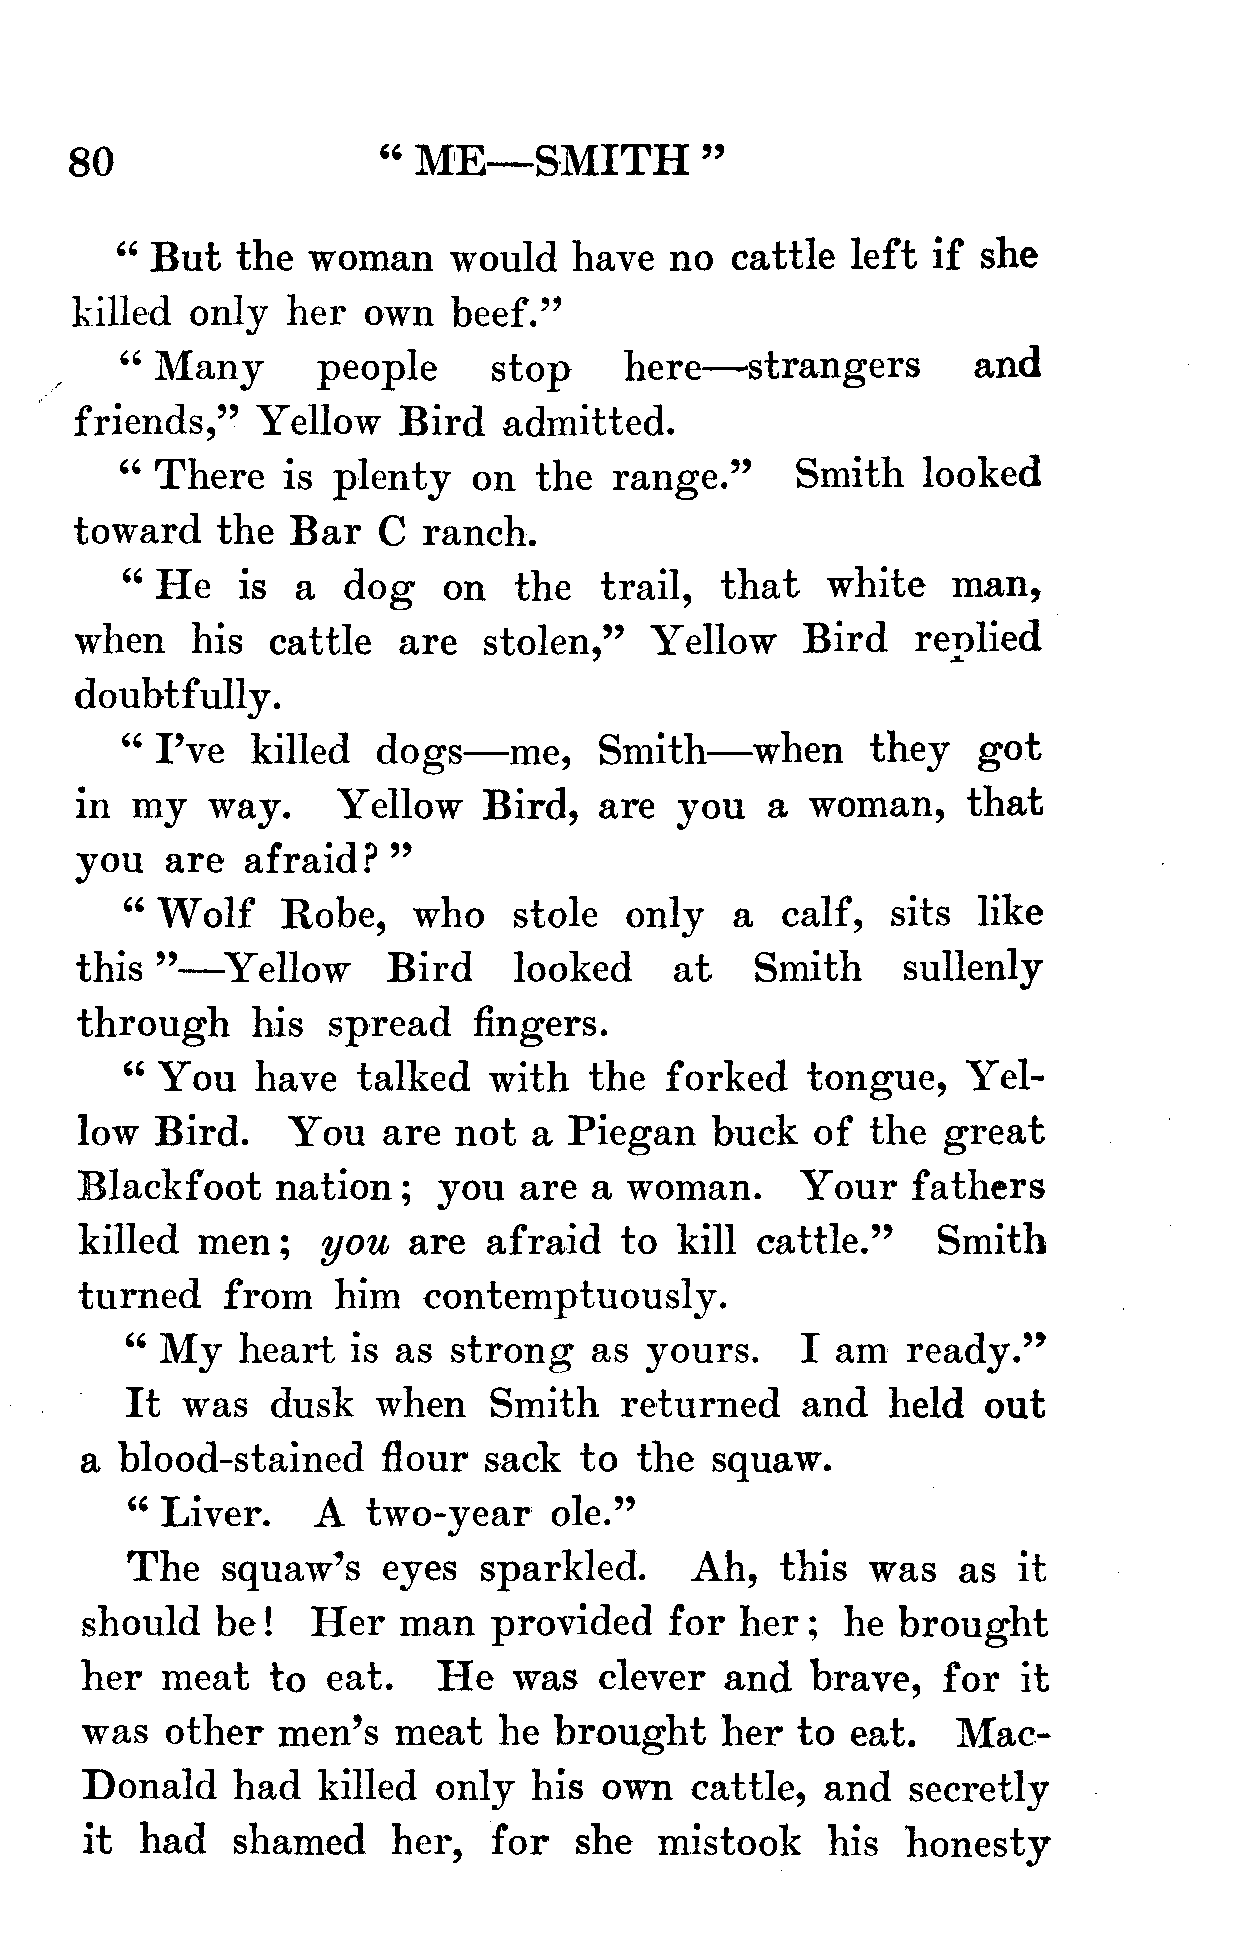 80 “ ME—SMITH ”
“ But the woman would have no cattle left if she
killed only her own beef.”
“ Many people stop here—strangers and
friends,” Yellow Bird admitted.
“ There is plenty on the range.” Smith looked
toward the Bar C ranch.
“ He is a dog on the trail, that white man,
when his cattle are stolen,” Yellow Bird replied
doubtfully.
“ I’ve killed dogs—me, Smith—when they got
in my way. Yellow Bird, are you a woman, that
you are afraid? ”
“ Wolf Robe, who stole only a calf, sits like
this ”—Yellow Bird looked at Smith sullenly
through his spread fingers.
“ You have talked with the forked tongue, Yel-
low Bird. You are not a Piegan buck of the great
Blackfoot nation; you are a woman. Your fathers
killed men; you are afraid to kill cattle.” Smith
turned from him contemptuously.
“ My heart is as strong as yours. I am ready.”
It was dusk when Smith returned and held out
a blood-stained flour sack to the squaw.
“ Liver. A two-year ole.”
The squaw’s eyes sparkled. Ah, this was as it
should be! Her man provided for her; he brought
her meat to eat. He was clever and brave, for it
was other men’s meat he brought her to eat. Mac-
Donald had killed only his own cattle, and secretly
it had shamed her, for she mistook his honesty